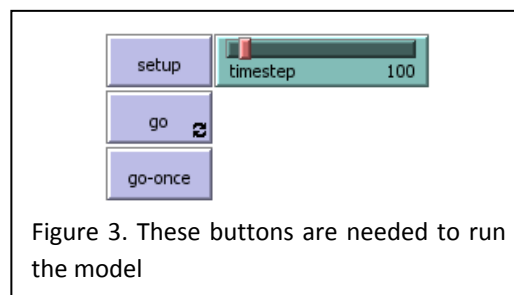 setup
timestep 100
go
go-once
Figure 3. These buttons are needed to run
the model